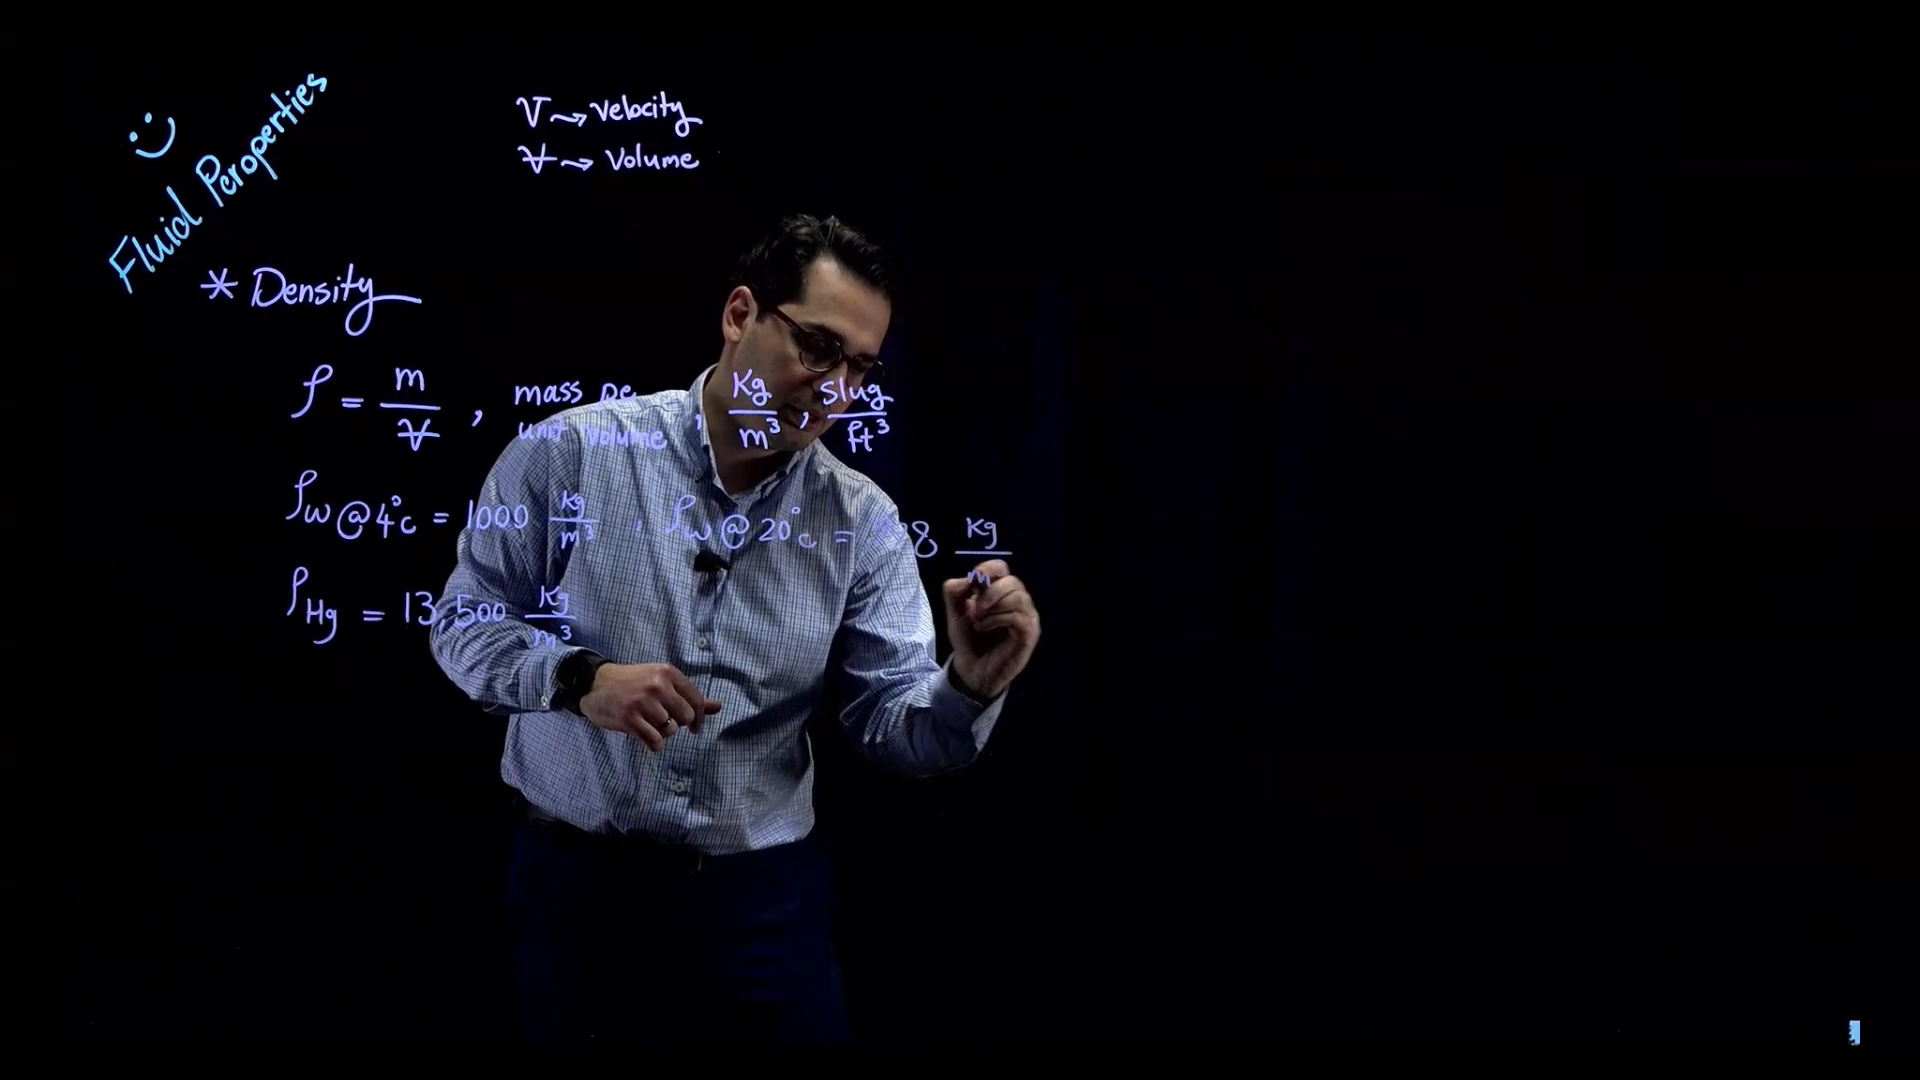 Fluid Peroperties
V → Velocity
V → Volume
* Density
ρ = m / V , mass pe unit volume , Kg / m³ , Slug / ft³
ρw@4°c = 1000 Kg / m³ , ρw@20°c = 8 Kg / m
ρHg = 13,500 Kg / m³